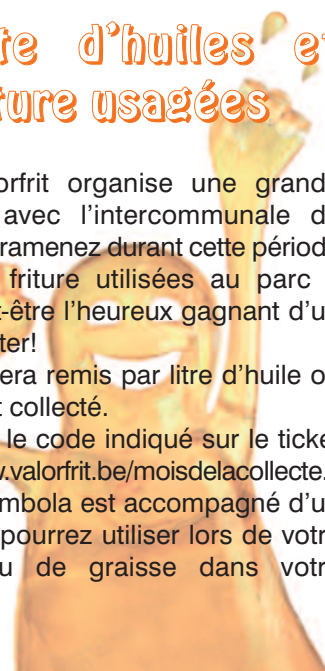 te d'huiles et
ture usagées
orfrit organise une grand
avec l'intercommunale d
ramenez durant cette périod
friture utilisées au parc
t-être l'heureux gagnant d'u
ter!
era remis par litre d'huile o
t collecté.
le code indiqué sur le ticke
w.valorfrit.be/moisdelacollecte.
mbola est accompagné d'u
pourrez utiliser lors de votr
u de graisse dans votr